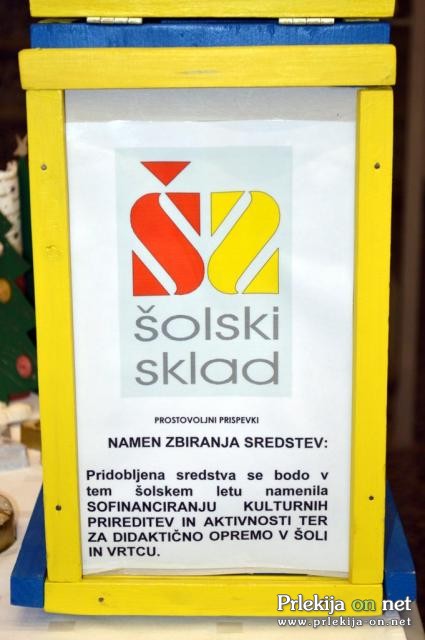 šolski
sklad
PROSTOVOLJNI PRISPEVKI
NAMEN ZBIRANJA SREDSTEV:
Pridobljena sredstva se bodo v
tem šolskem letu namenila
SOFINANCIRANJU KULTURNIH
PRIREDITEV IN AKTIVNOSTI TER
ZA DIDAKTIČNO OPREMO V ŠOLI
IN VRTCU.
Prlekija on net
www.prlekija-on.net